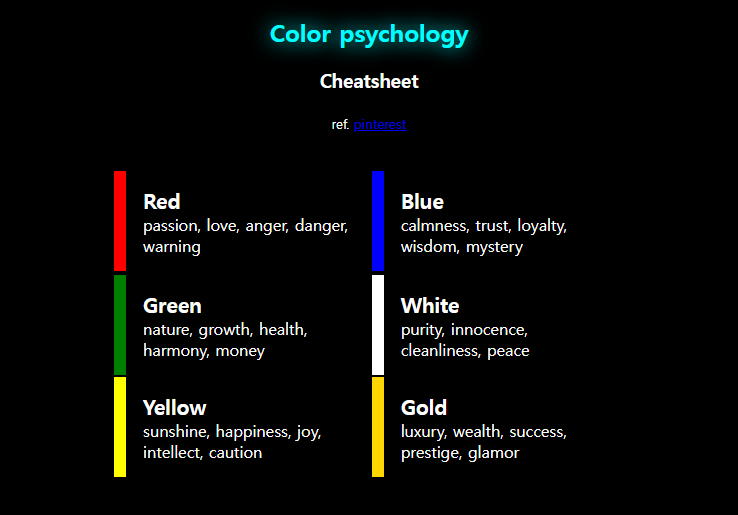 Color psychology
Cheatsheet
ref. pinterest
Red
passion, love, anger, danger,
warning
Blue
calmness, trust, loyalty,
wisdom, mystery
Green
nature, growth, health,
harmony, money
White
purity, innocence,
cleanliness, peace
Yellow
sunshine, happiness, joy,
intellect, caution
Gold
luxury, wealth, success,
prestige, glamor